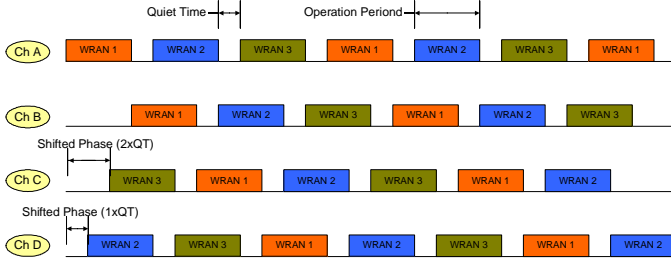 Quiet Time
Operation Periond
Ch A
WRAN 1 WRAN 2 WRAN 3 WRAN 1 WRAN 2 WRAN 3 WRAN 1
Ch B
WRAN 1 WRAN 2 WRAN 3 WRAN 1 WRAN 2 WRAN 3
Shifted Phase (2xQT)
Ch C
WRAN 3 WRAN 1 WRAN 2 WRAN 3 WRAN 1 WRAN 2
Shifted Phase (1xQT)
Ch D
WRAN 2 WRAN 3 WRAN 1 WRAN 2 WRAN 3 WRAN 1 WRAN 2